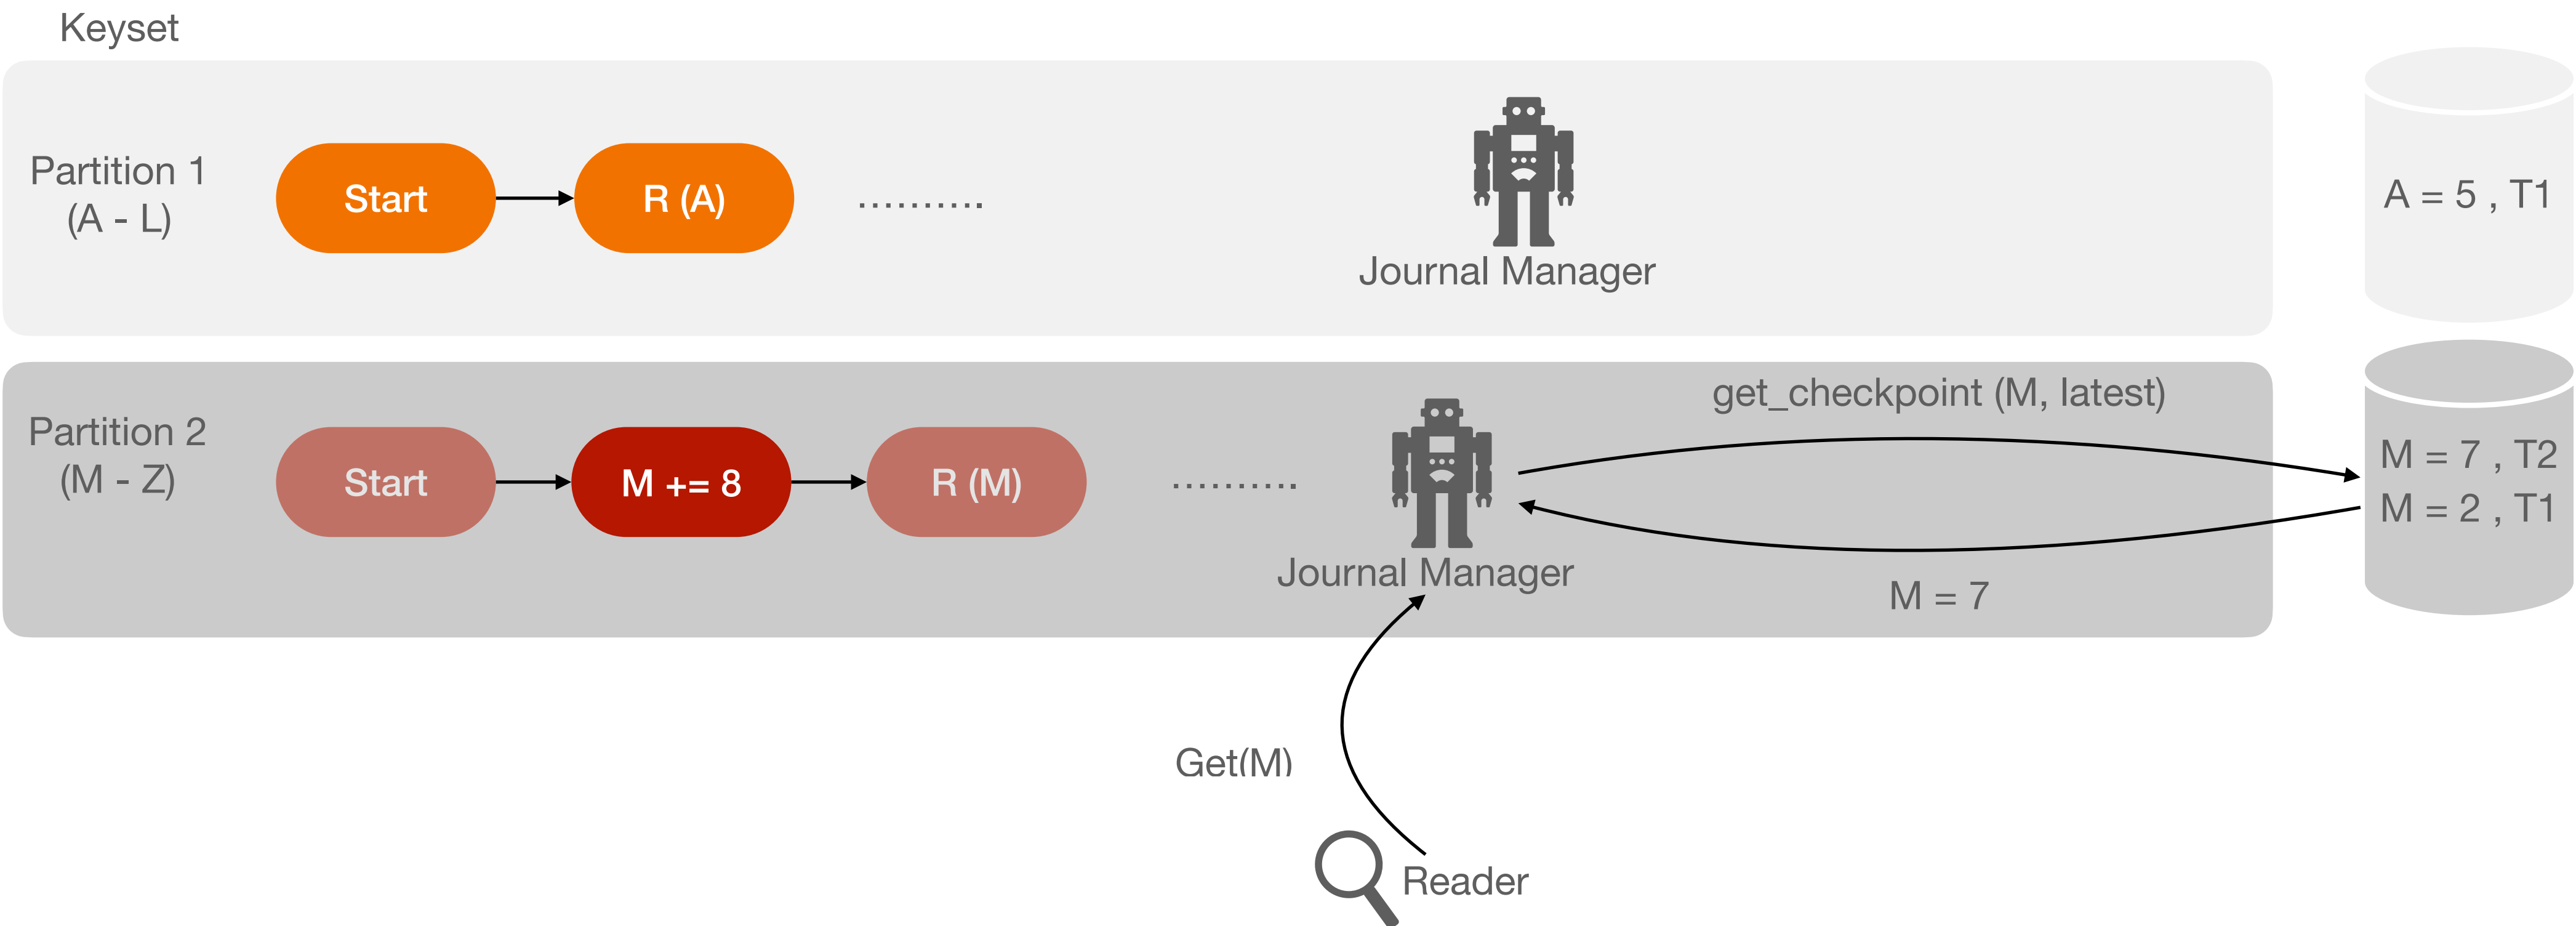 Keyset
Partition 1
(A - L)
Start
R (A)
..........
Journal Manager
A = 5 , T1
Partition 2
(M - Z)
Start
M += 8
R (M)
..........
Journal Manager
get_checkpoint (M, latest)
M = 7
M = 7 , T2
M = 2 , T1
Get(M)
Reader